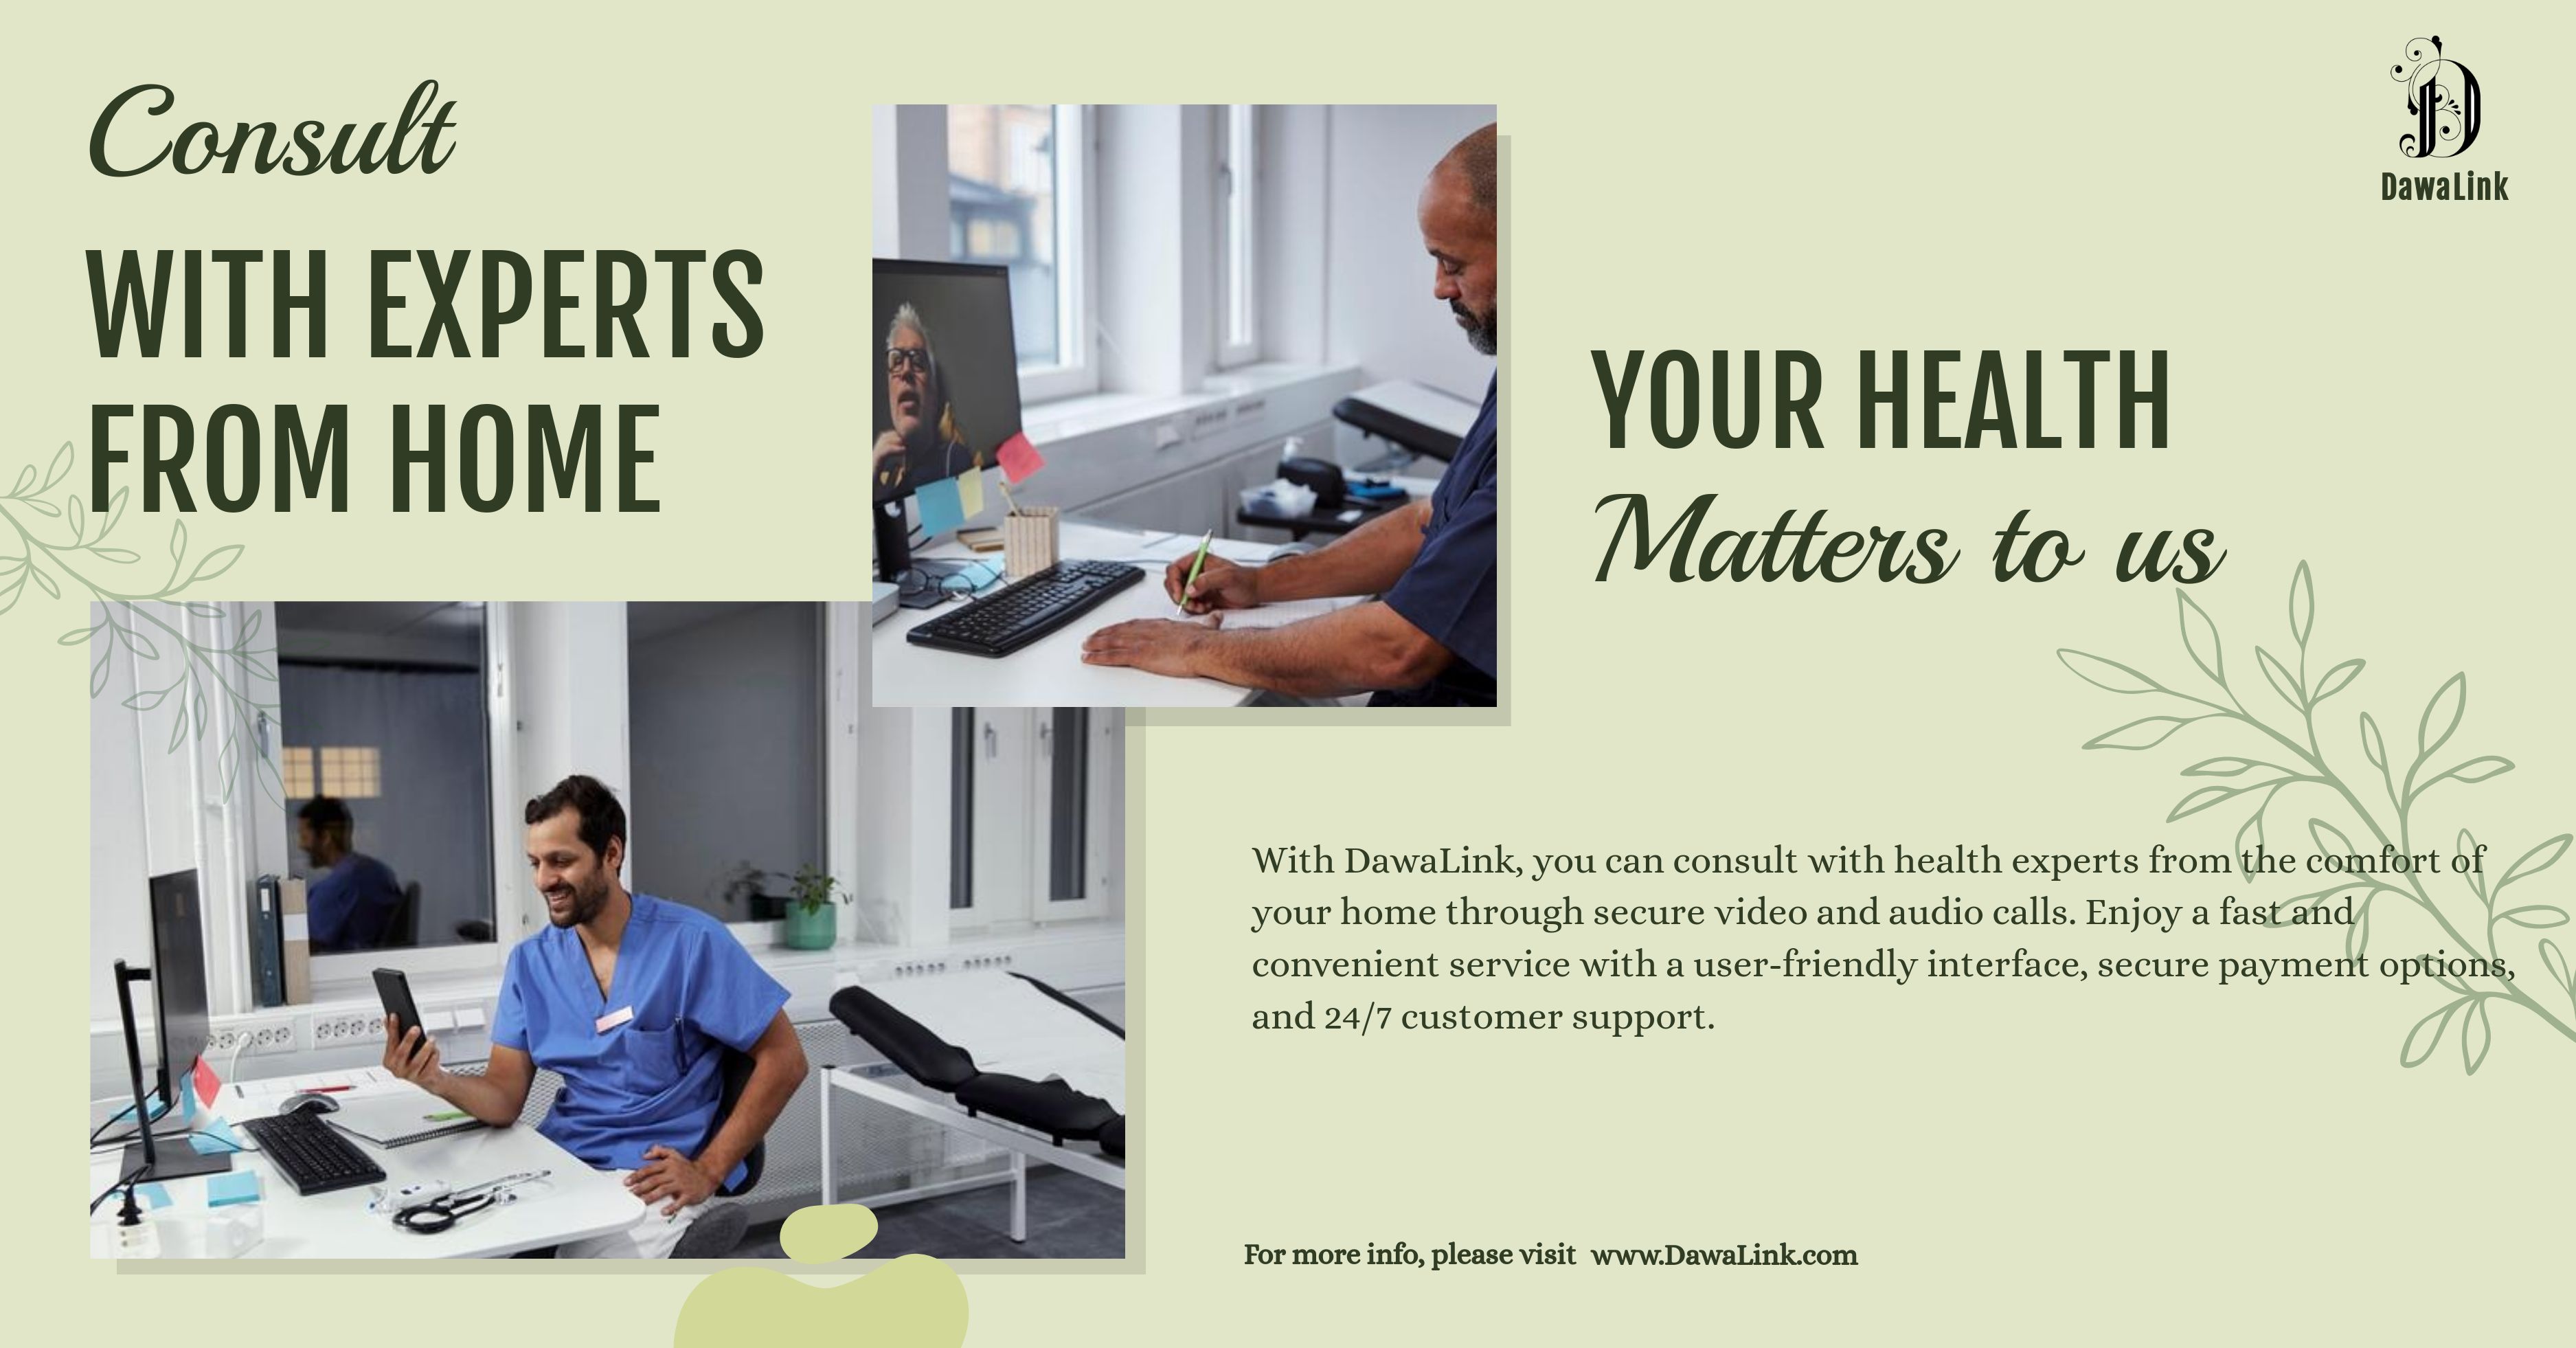 Consult
WITH EXPERTS
FROM HOME
DawaLink
YOUR HEALTH
Matters to us
With DawaLink, you can consult with health experts from the comfort of
your home through secure video and audio calls. Enjoy a fast and
convenient service with a user-friendly interface, secure payment options,
and 24/7 customer support.
For more info, please visit www.DawaLink.com